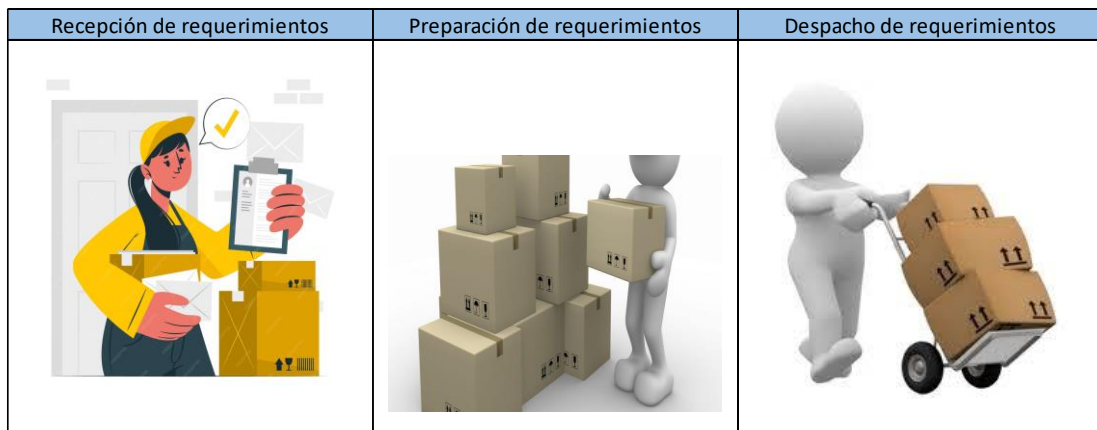 Recepción de requerimientos
Preparación de requerimientos
Despacho de requerimientos